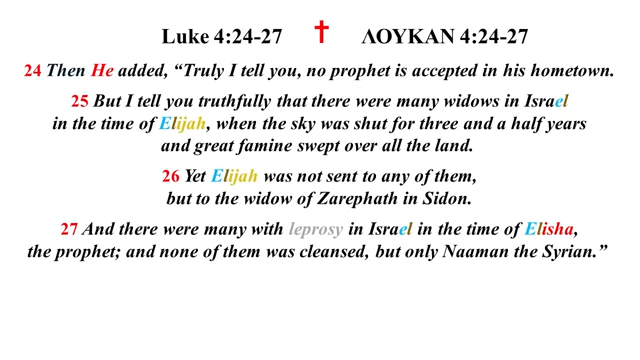 Luke 4:24-27 ✝ ΛΟΥΚΑΝ 4:24-27
24 Then He added, “Truly I tell you, no prophet is accepted in his hometown.
25 But I tell you truthfully that there were many widows in Israel
in the time of Elijah, when the sky was shut for three and a half years
and great famine swept over all the land.
26 Yet Elijah was not sent to any of them,
but to the widow of Zarephath in Sidon.
27 And there were many with leprosy in Israel in the time of Elisha,
the prophet; and none of them was cleansed, but only Naaman the Syrian.”